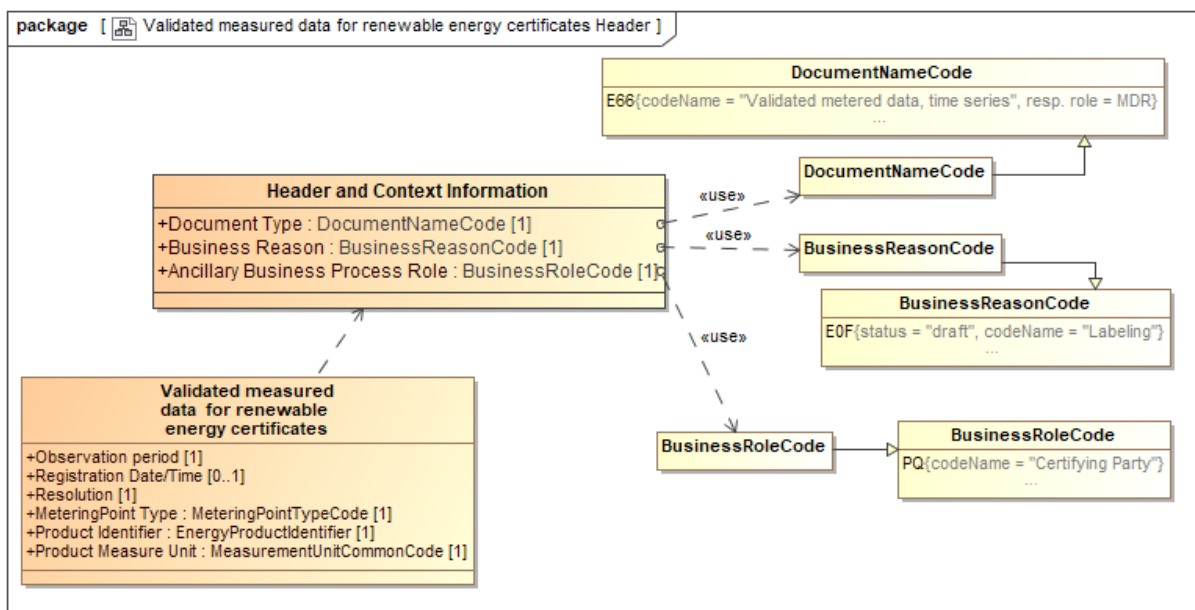 package [ Validated measured data for renewable energy certificates Header ]
DocumentNameCode
E66{codeName = "Validated metered data, time series", resp. role = MDR}
...
DocumentNameCode
Header and Context Information
+Document Type : DocumentNameCode [1]
+Business Reason : BusinessReasonCode [1]
+Ancillary Business Process Role : BusinessRoleCode [1]
«use»
«use»
BusinessReasonCode
BusinessReasonCode
E0F{status = "draft", codeName = "Labeling"}
...
«use»
Validated measured
data for renewable
energy certificates
+Observation period [1]
+Registration Date/Time [0..1]
+Resolution [1]
+MeteringPoint Type : MeteringPointTypeCode [1]
+Product Identifier : EnergyProductIdentifier [1]
+Product Measure Unit : MeasurementUnitCommonCode [1]
BusinessRoleCode
BusinessRoleCode
PQ{codeName = "Certifying Party"}
...